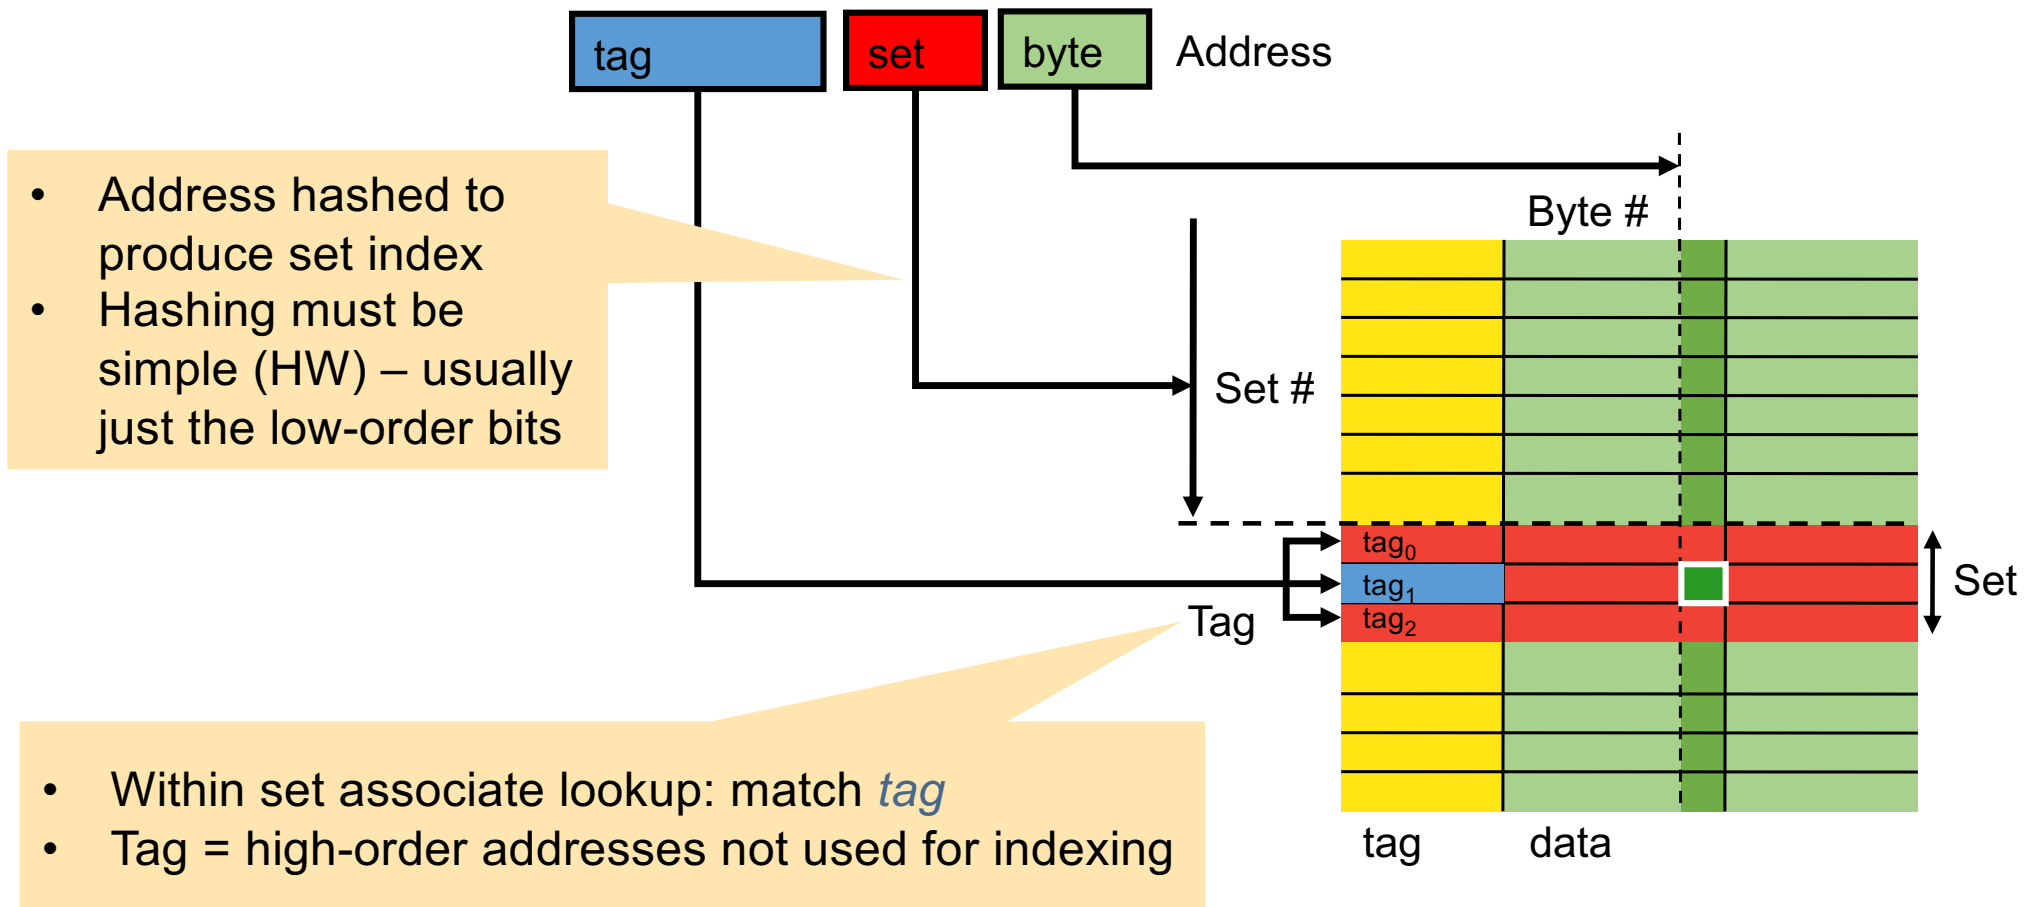 tag set byte Address
• Address hashed to
produce set index
• Hashing must be
simple (HW) – usually
just the low-order bits
Byte #
Set #
tag0
tag1
tag2
Tag
Set
• Within set associate lookup: match tag
• Tag = high-order addresses not used for indexing
tag data